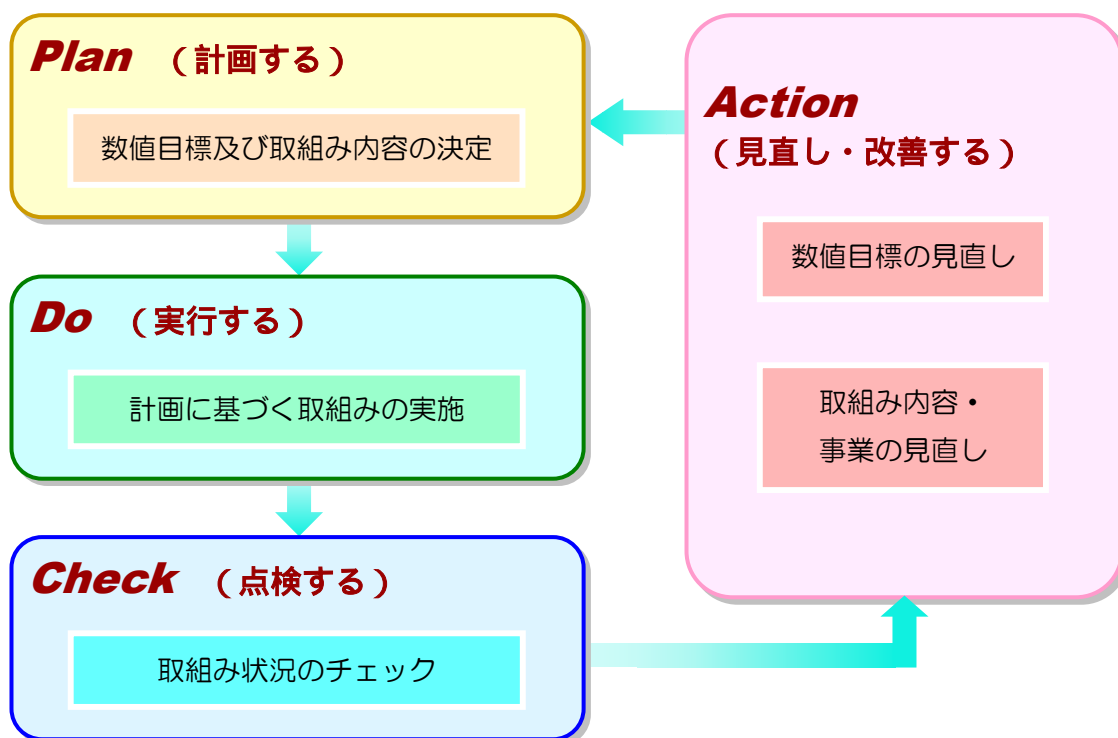 Plan （計画する）
数値目標及び取組み内容の決定
Do （実行する）
計画に基づく取組みの実施
Check （点検する）
取組み状況のチェック
Action
（見直し・改善する）
数値目標の見直し
取組み内容・
事業の見直し